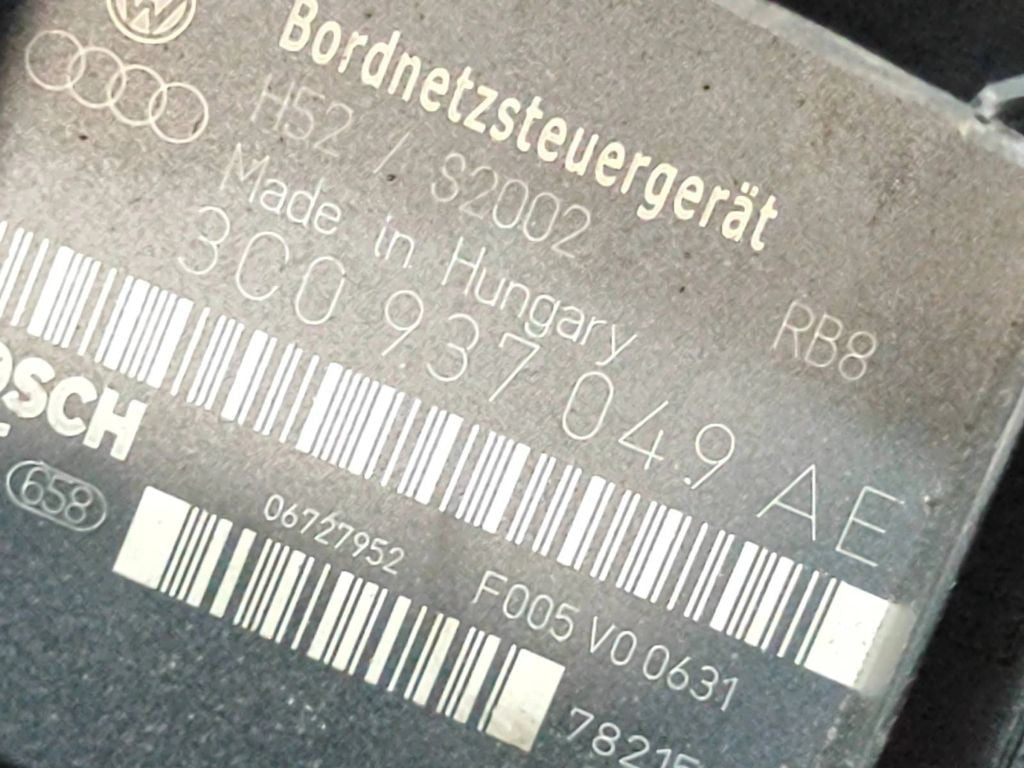 Bordnetzsteuergerät
H52 / S2002
Made in Hungary RB8
3C0 937 049 AE
BOSCH
658
06727952
F005 V0 0631